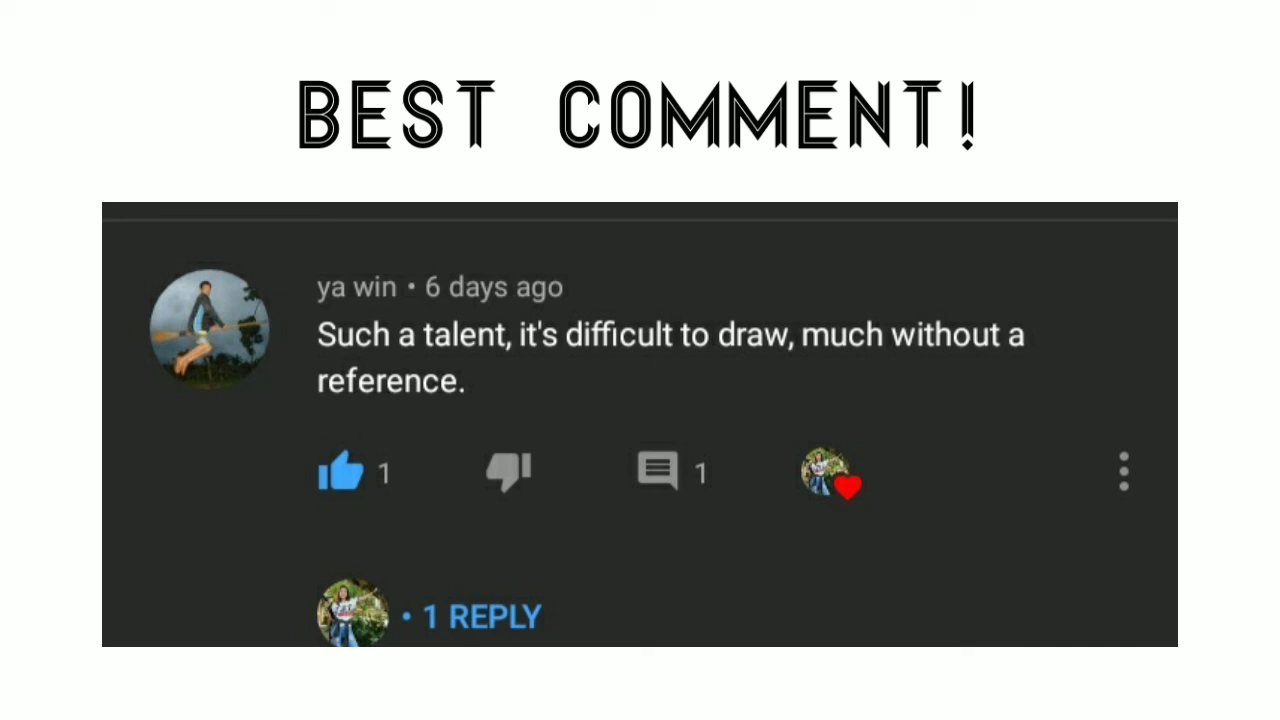 BEST COMMENT!
ya win • 6 days ago
Such a talent, it's difficult to draw, much without a
reference.
1
1
• 1 REPLY